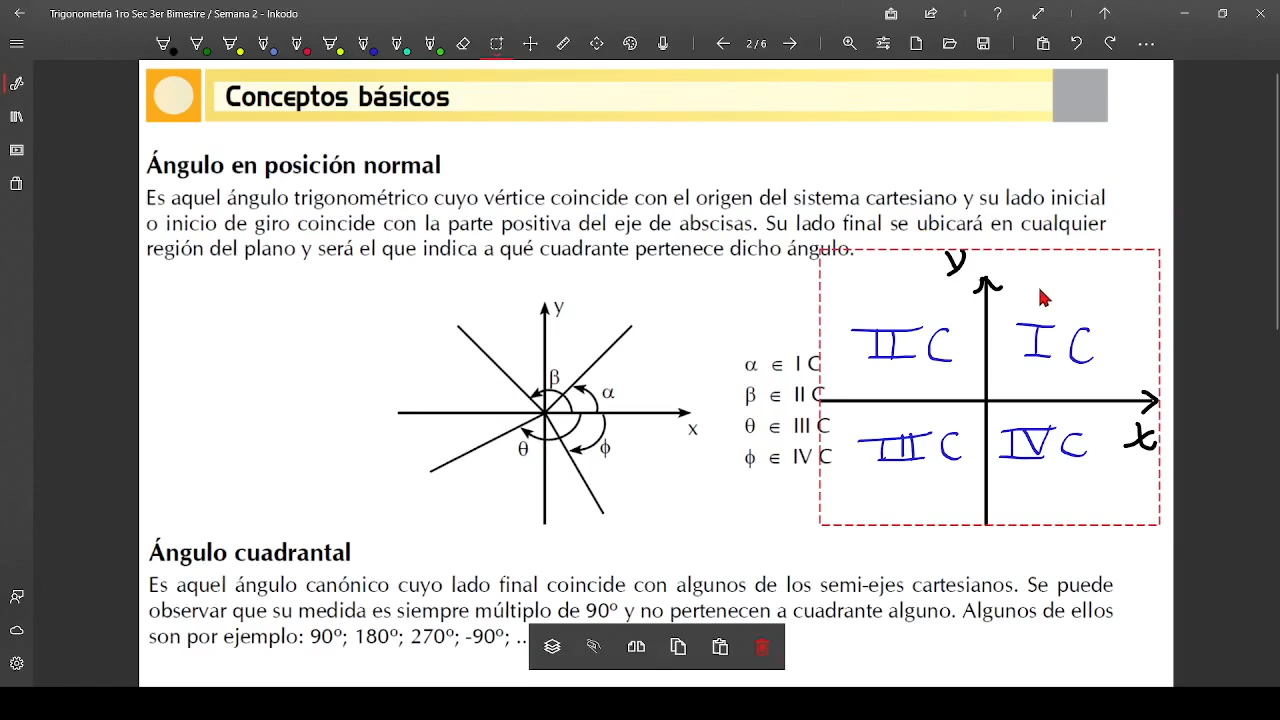 Trigonometría 1ro Sec 3er Bimestre / Semana 2 - Inkodo
2/6
Conceptos básicos
Ángulo en posición normal
Es aquel ángulo trigonométrico cuyo vértice coincide con el origen del sistema cartesiano y su lado inicial
o inicio de giro coincide con la parte positiva del eje de abscisas. Su lado final se ubicará en cualquier
región del plano y será el que indica a qué cuadrante pertenece dicho ángulo.
y
β
α
x
θ
ϕ
α ∈ I C
β ∈ II C
θ ∈ III C
ϕ ∈ IV C
y
II C
I C
III C
IV C
x
Ángulo cuadrantal
Es aquel ángulo canónico cuyo lado final coincide con algunos de los semi-ejes cartesianos. Se puede
observar que su medida es siempre múltiplo de 90º y no pertenecen a cuadrante alguno. Algunos de ellos
son por ejemplo: 90º; 180º; 270º; -90º; ..